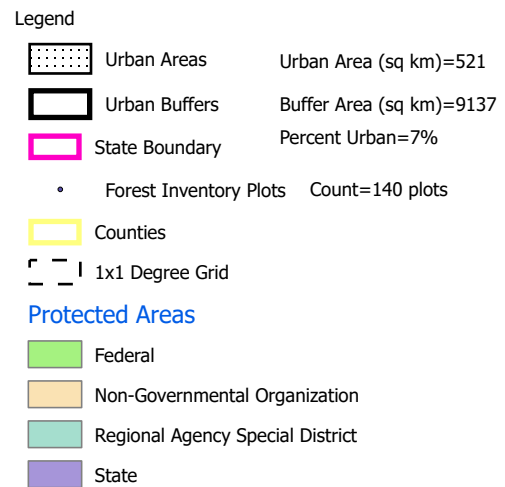 Legend
Urban Areas Urban Area (sq km)=521
Urban Buffers Buffer Area (sq km)=9137
State Boundary Percent Urban=7%
Forest Inventory Plots Count=140 plots
Counties
1x1 Degree Grid
Protected Areas
Federal
Non-Governmental Organization
Regional Agency Special District
State